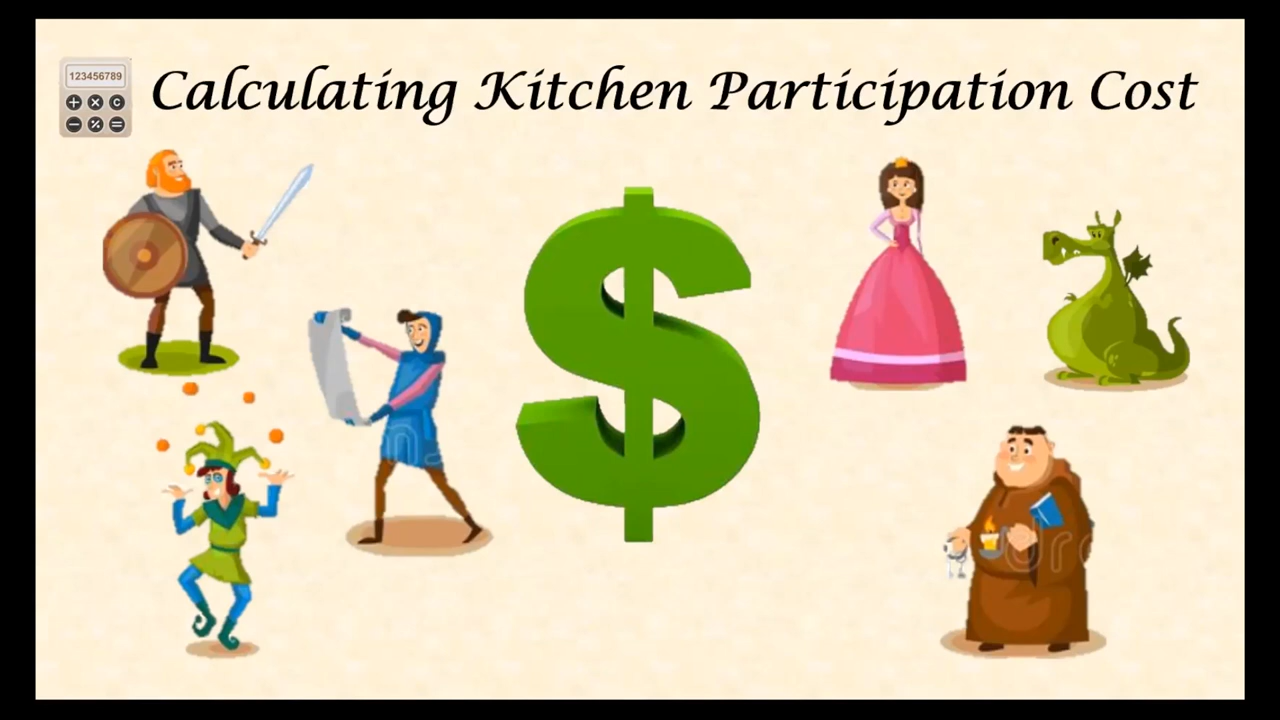 Calculating Kitchen Participation Cost
123456789
+ × C
− % =
$